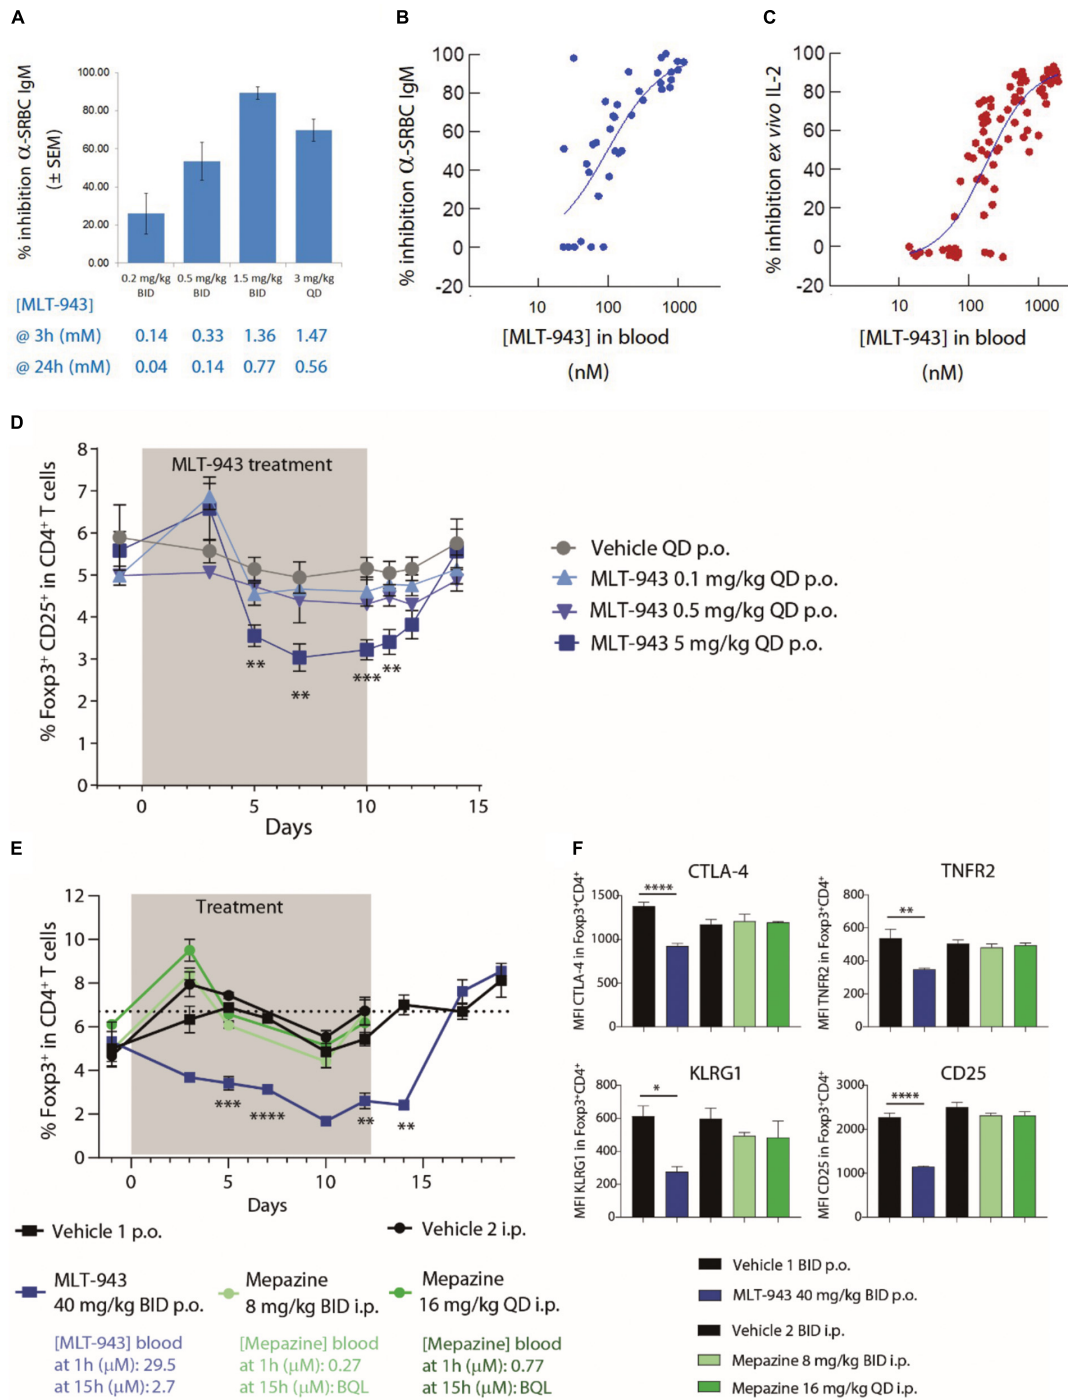 A
% inhibition α-SRBC IgM
(± SEM)
100.00
80.00
60.00
40.00
20.00
0.00
0.2 mg/kg BID
0.5 mg/kg BID
1.5 mg/kg BID
3 mg/kg QD
[MLT-943]
@ 3h (mM) 0.14 0.33 1.36 1.47
@ 24h (mM) 0.04 0.14 0.77 0.56
B
% inhibition α-SRBC IgM
100
80
60
40
20
0
-20
10 100 1000
[MLT-943] in blood
(nM)
C
% inhibition ex vivo IL-2
100
80
60
40
20
0
-20
10 100 1000
[MLT-943] in blood
(nM)
D
% Foxp3⁺ CD25⁺ in CD4⁺ T cells
8
7
6
5
4
3
2
1
0
MLT-943 treatment
** ** *** **
0 5 10 15
Days
Vehicle QD p.o.
MLT-943 0.1 mg/kg QD p.o.
MLT-943 0.5 mg/kg QD p.o.
MLT-943 5 mg/kg QD p.o.
E
% Foxp3⁺ in CD4⁺ T cells
12
10
8
6
4
2
0
Treatment
*** **** ** **
0 5 10 15
Days
Vehicle 1 p.o.
Vehicle 2 i.p.
MLT-943
40 mg/kg BID p.o.
Mepazine
8 mg/kg BID i.p.
Mepazine
16 mg/kg QD i.p.
[MLT-943] blood
at 1h (µM): 29.5
at 15h (µM): 2.7
[Mepazine] blood
at 1h (µM): 0.27
at 15h (µM): BQL
[Mepazine] blood
at 1h (µM): 0.77
at 15h (µM): BQL
F
CTLA-4
MFI CTLA-4 in Foxp3⁺CD4⁺
1500
1000
500
0
****
TNFR2
MFI TNFR2 in Foxp3⁺CD4⁺
800
600
400
200
0
**
KLRG1
MFI KLRG1 in Foxp3⁺CD4⁺
800
600
400
200
0
*
CD25
MFI CD25 in Foxp3⁺CD4⁺
3000
2000
1000
0
****
Vehicle 1 BID p.o.
MLT-943 40 mg/kg BID p.o.
Vehicle 2 BID i.p.
Mepazine 8 mg/kg BID i.p.
Mepazine 16 mg/kg QD i.p.